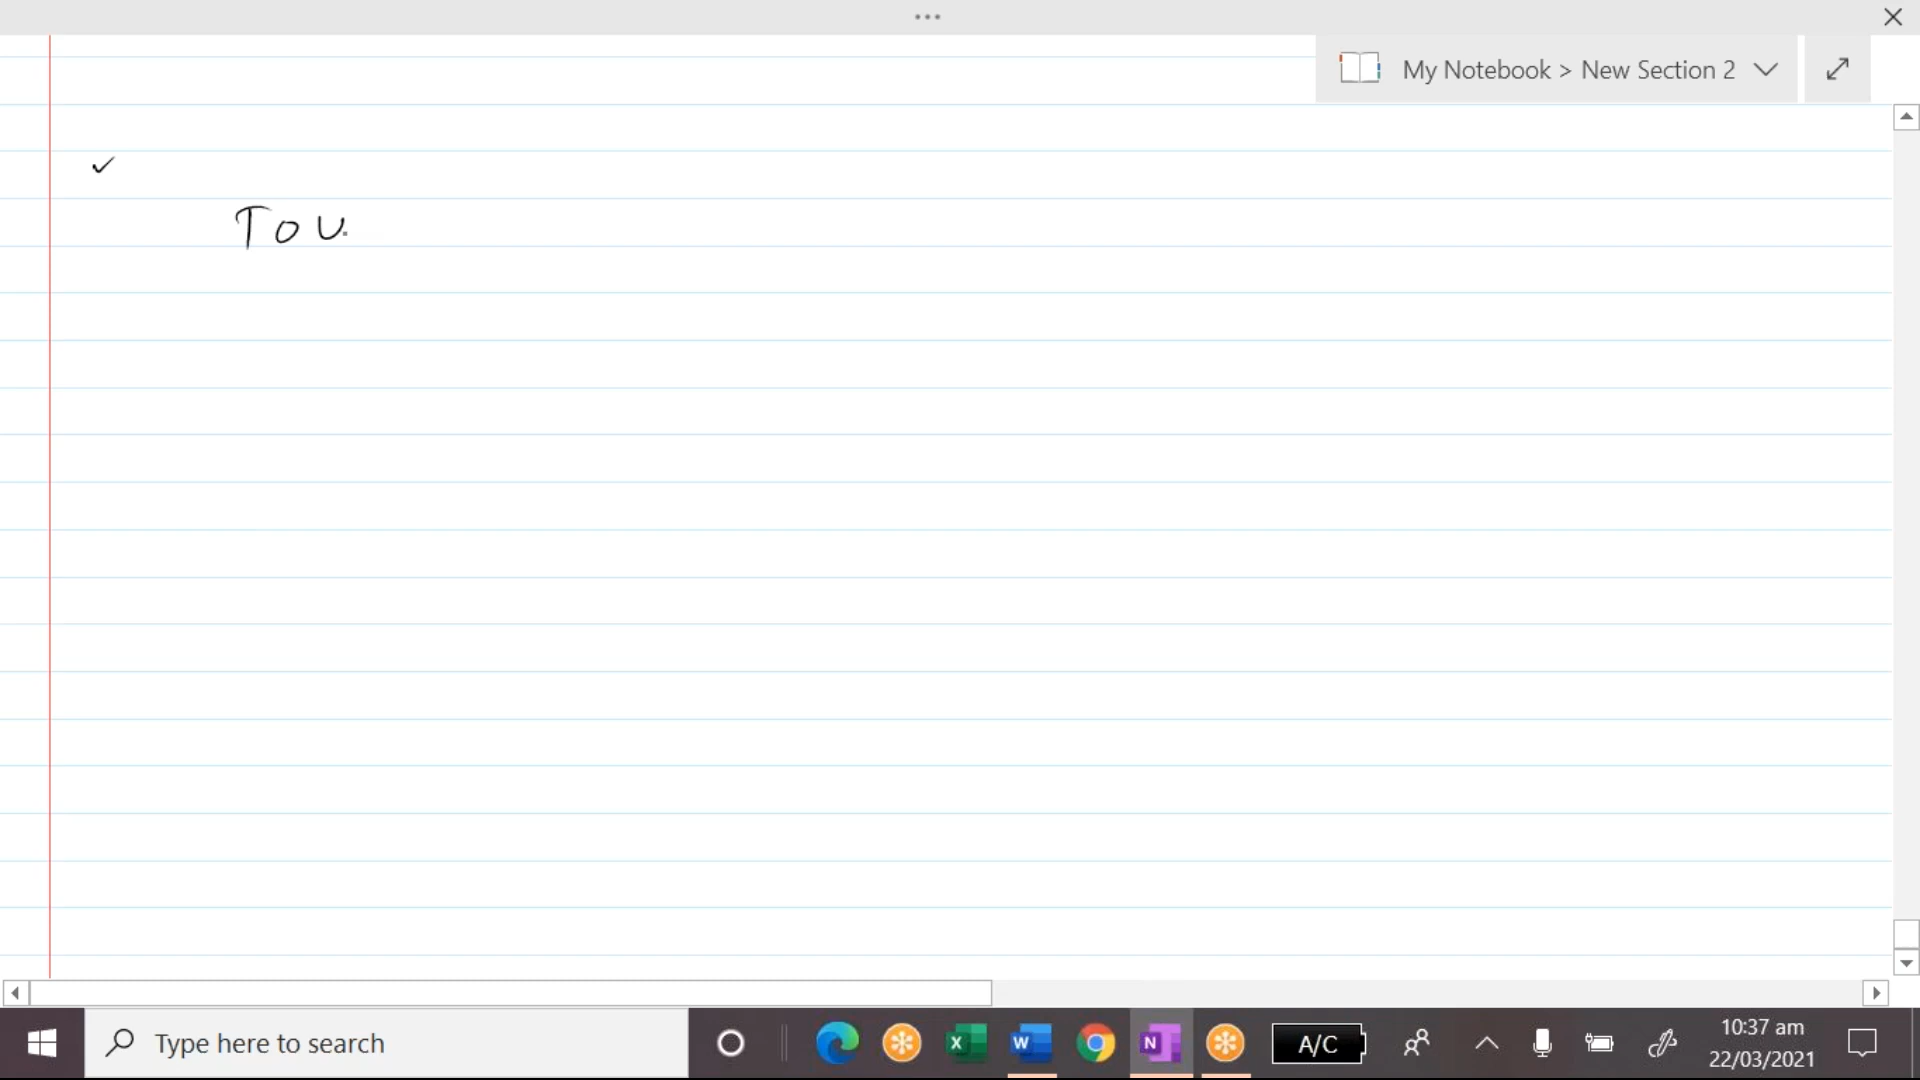 My Notebook > New Section 2
✓
TOU
Type here to search
A/C
10:37 am
22/03/2021